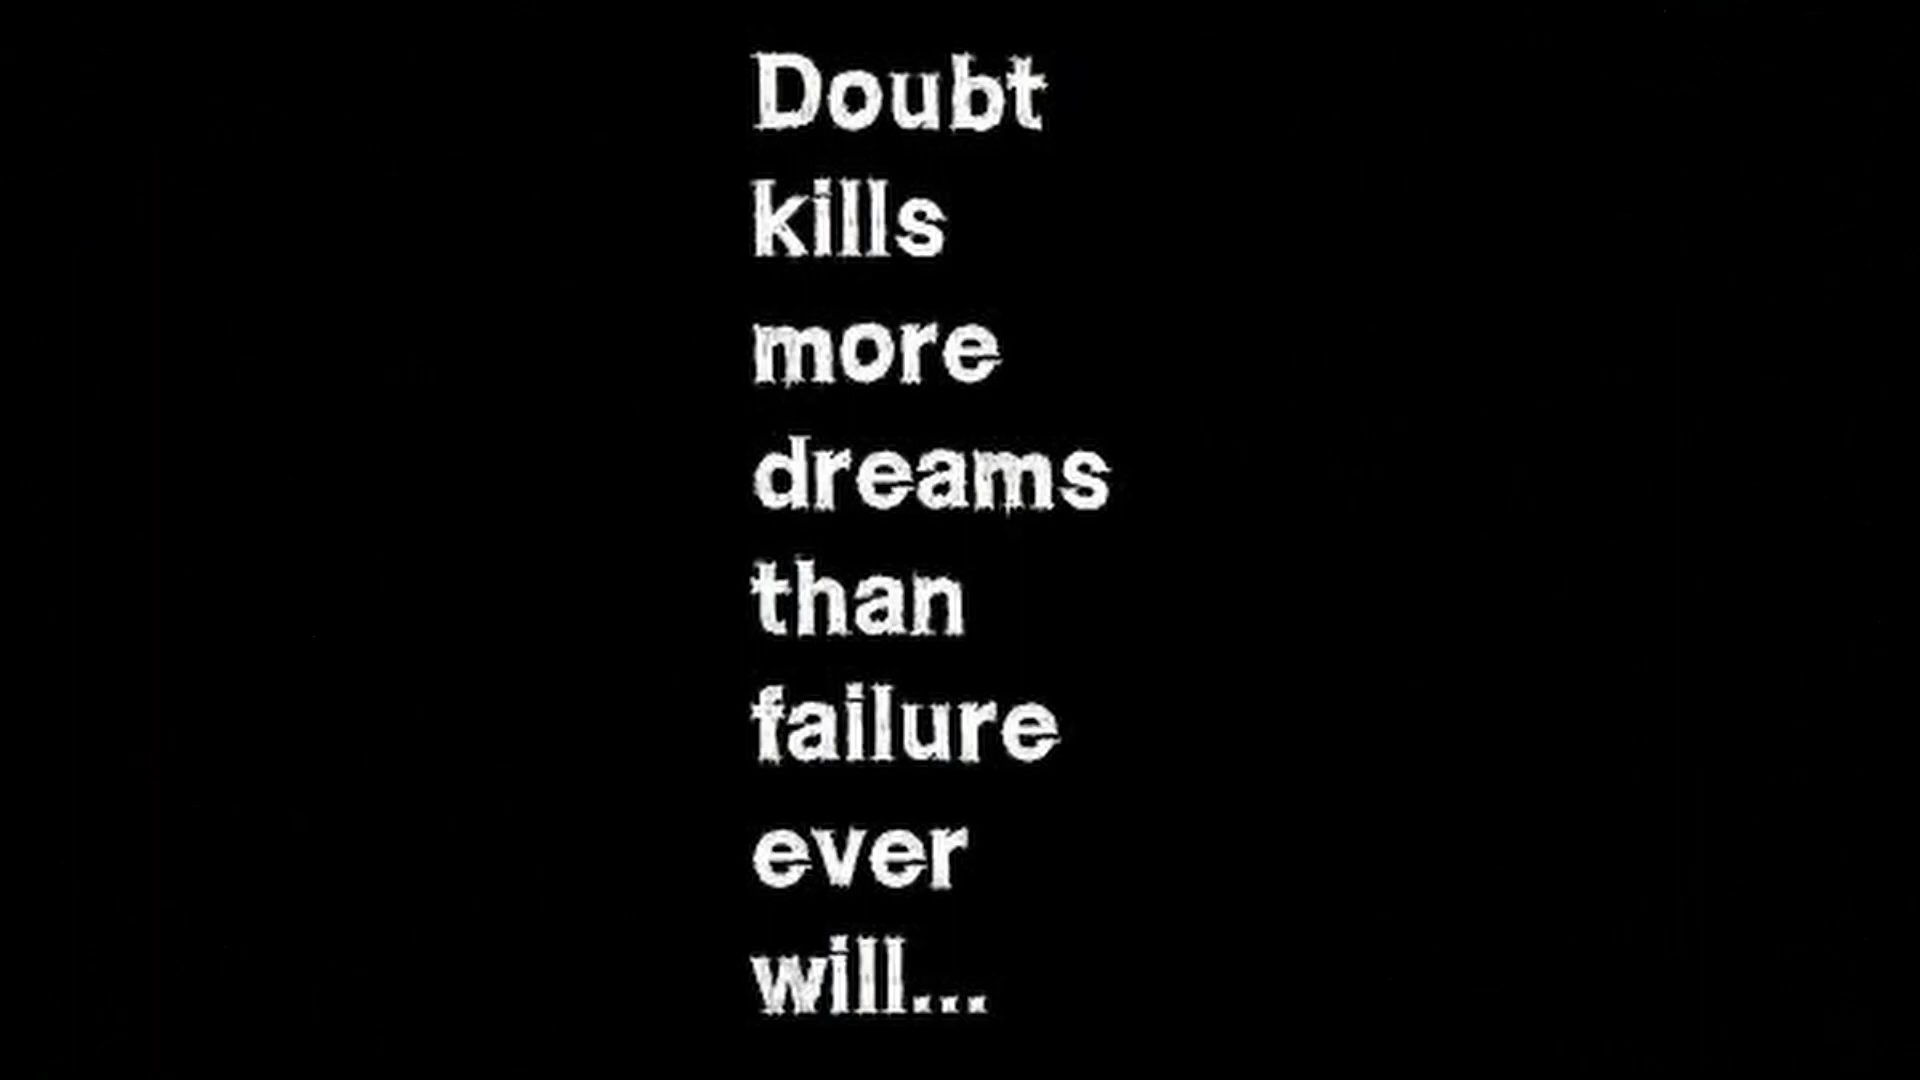 Doubt
kills
more
dreams
than
failure
ever
will...